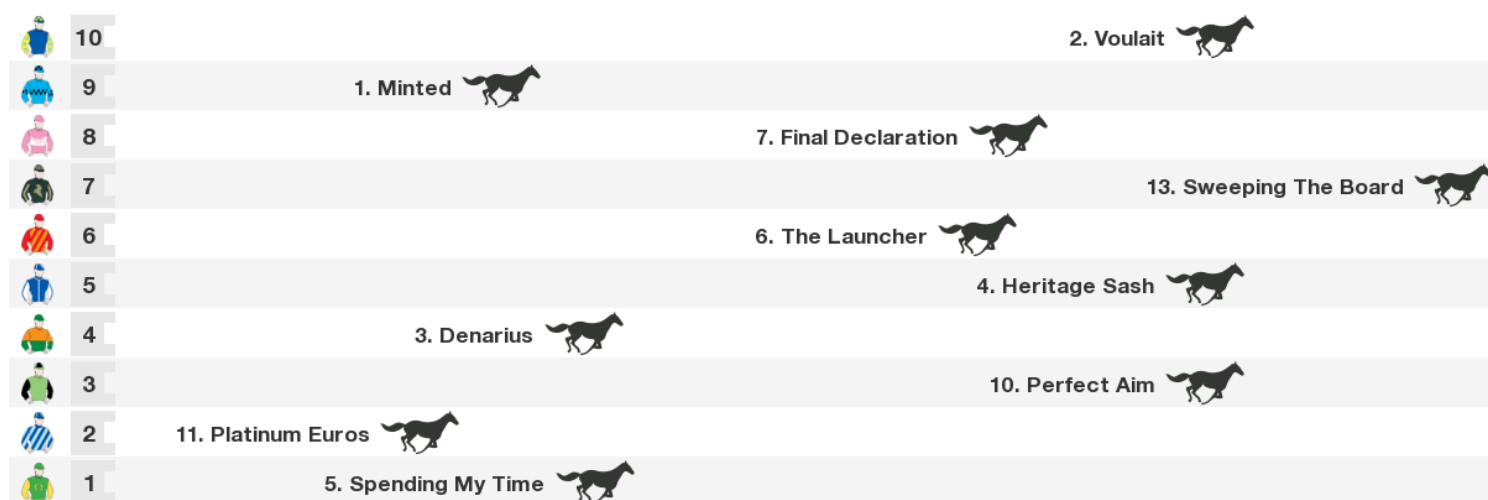 10 2. Voulait
9 1. Minted
8 7. Final Declaration
7 13. Sweeping The Board
6 6. The Launcher
5 4. Heritage Sash
4 3. Denarius
3 10. Perfect Aim
2 11. Platinum Euros
1 5. Spending My Time